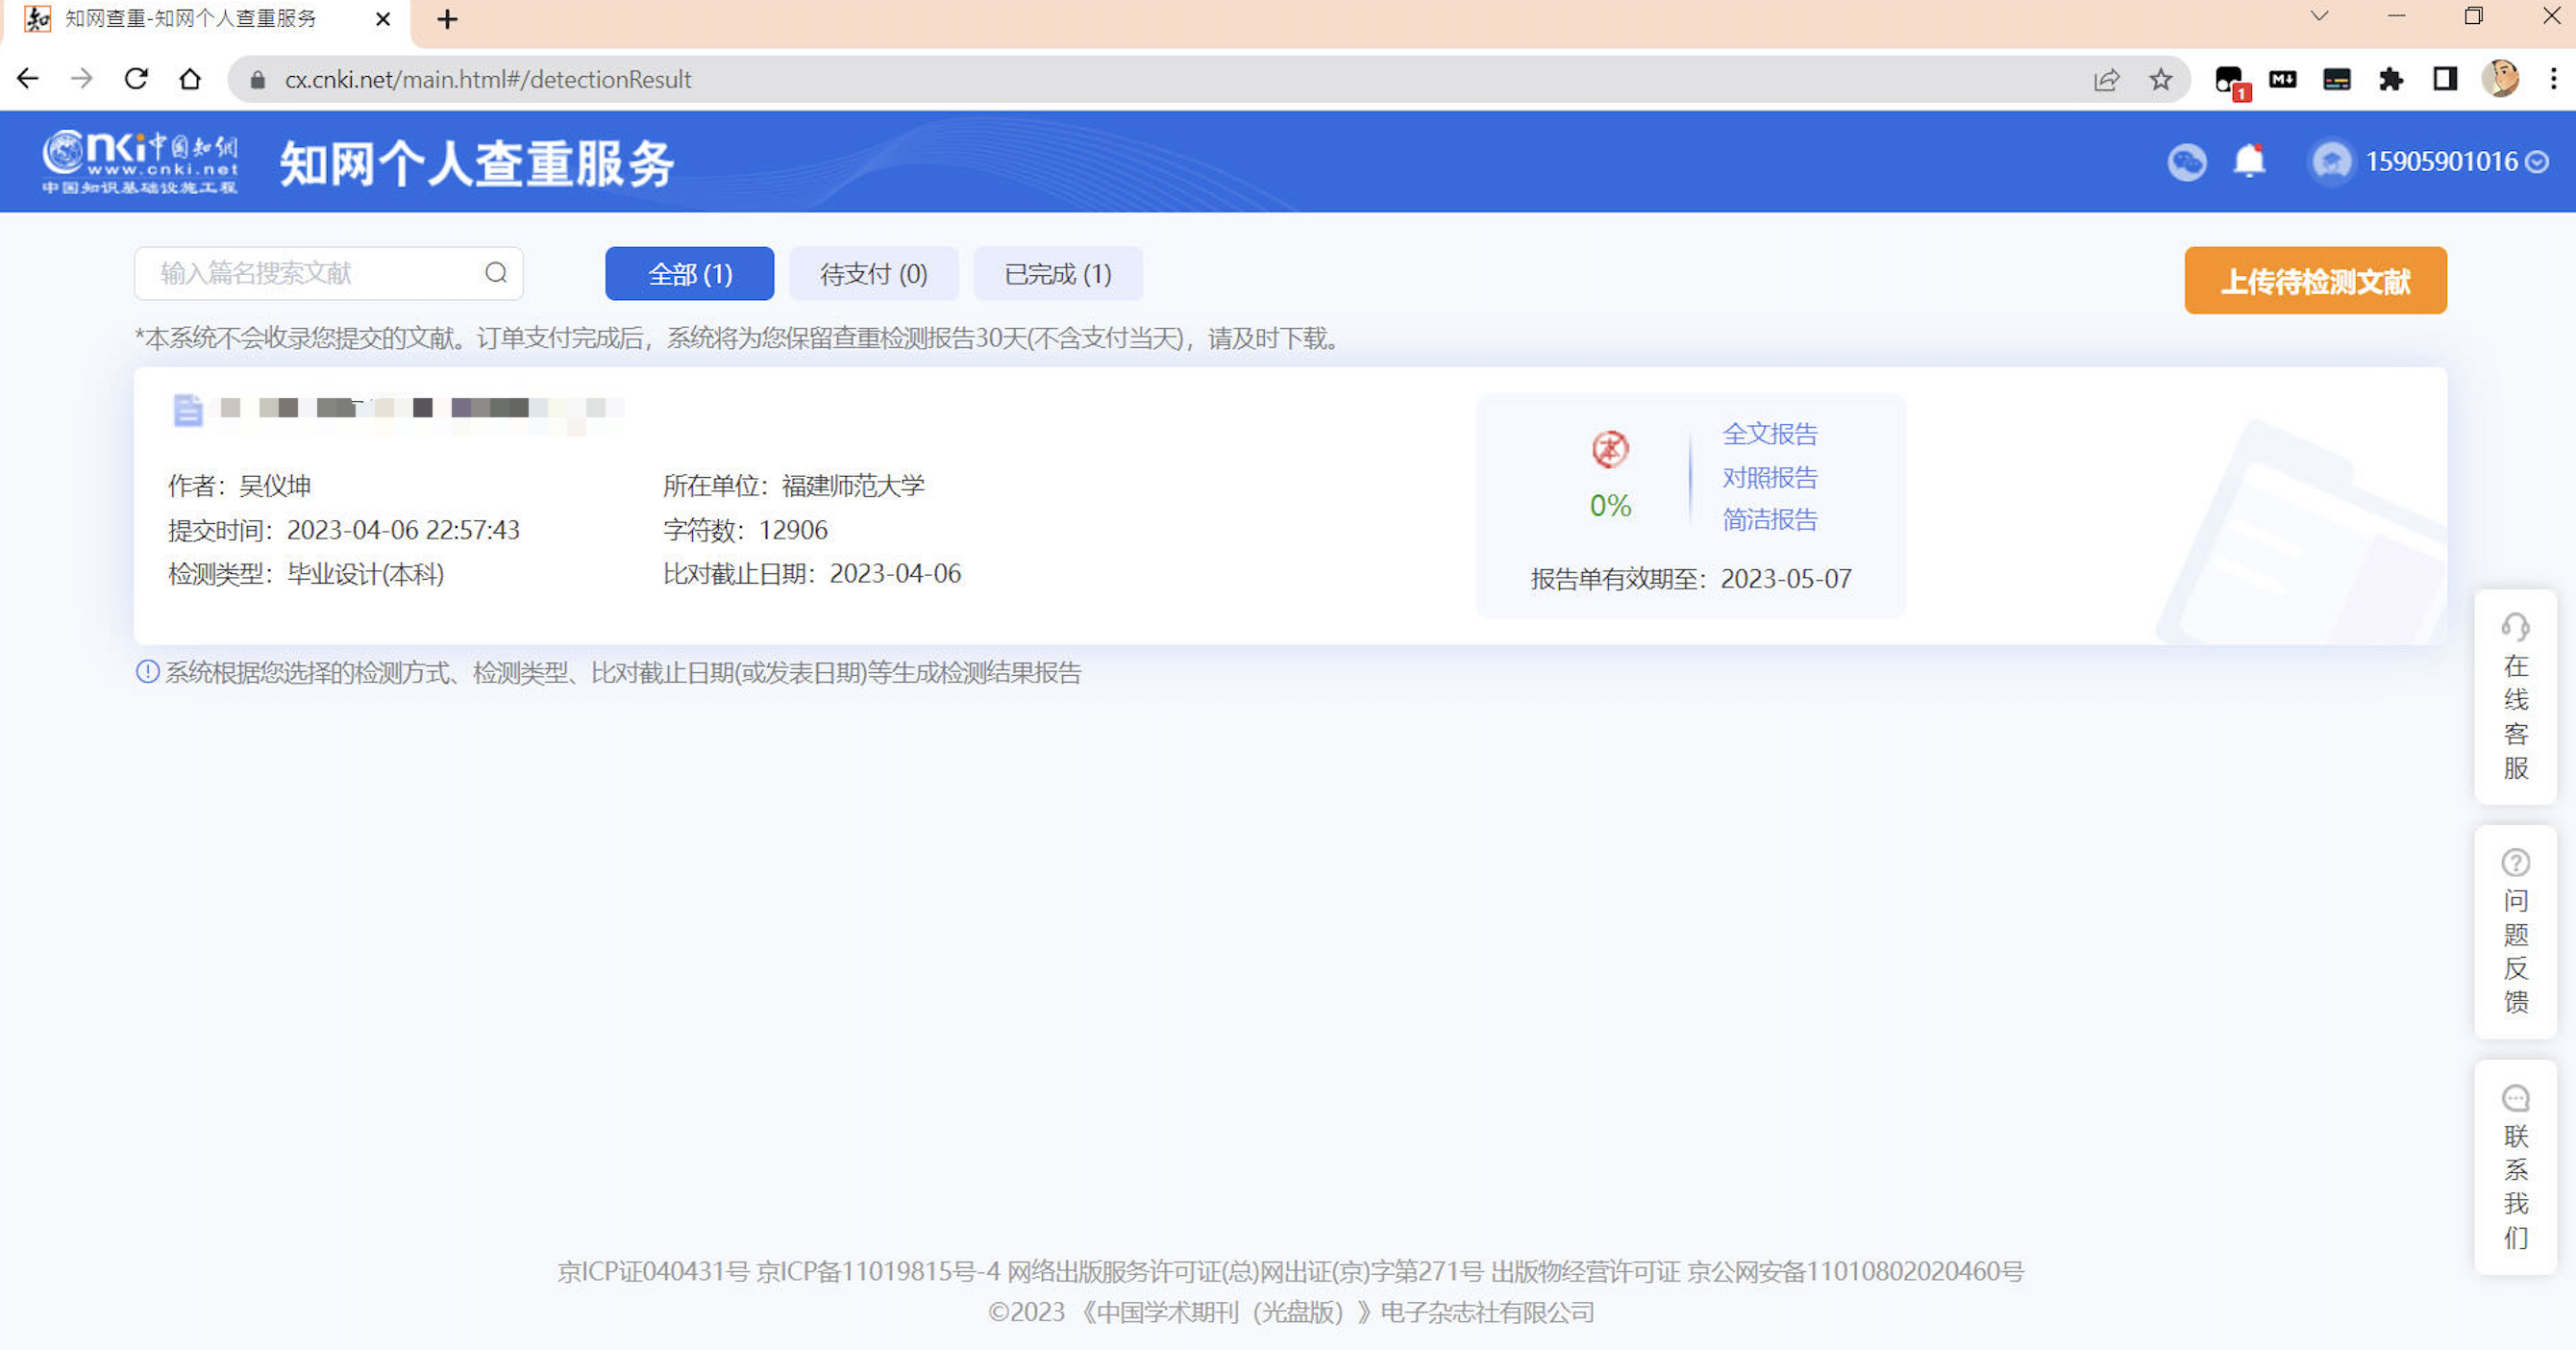 知网查重-知网个人查重服务
cx.cnki.net/main.html#/detectionResult
1
M
cnki中国知网
www.cnki.net
中国知识基础设施工程
知网个人查重服务
15905901016
输入篇名搜索文献
全部 (1)
待支付 (0)
已完成 (1)
上传待检测文献
*本系统不会收录您提交的文献。订单支付完成后，系统将为您保留查重检测报告30天(不含支付当天)，请及时下载。
作者：吴仪坤
所在单位：福建师范大学
提交时间：2023-04-06 22:57:43
字符数：12906
检测类型：毕业设计(本科)
比对截止日期：2023-04-06
本
0%
全文报告
对照报告
简洁报告
报告单有效期至：2023-05-07
系统根据您选择的检测方式、检测类型、比对截止日期(或发表日期)等生成检测结果报告
在线客服
问题反馈
联系我们
京ICP证040431号 京ICP备11019815号-4 网络出版服务许可证(总)网出证(京)字第271号 出版物经营许可证 京公网安备11010802020460号
©2023 《中国学术期刊（光盘版）》电子杂志社有限公司